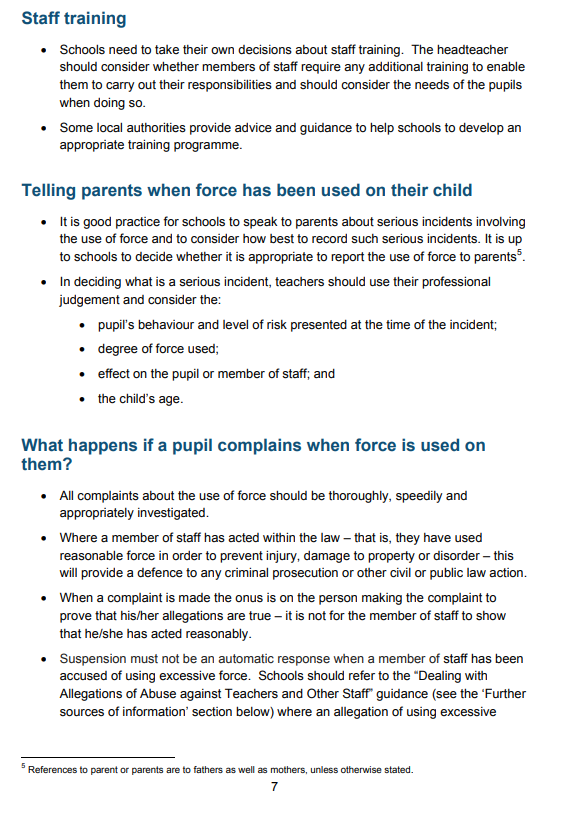 Staff training
• Schools need to take their own decisions about staff training.  The headteacher
should consider whether members of staff require any additional training to enable
them to carry out their responsibilities and should consider the needs of the pupils
when doing so.
• Some local authorities provide advice and guidance to help schools to develop an
appropriate training programme.
Telling parents when force has been used on their child
• It is good practice for schools to speak to parents about serious incidents involving
the use of force and to consider how best to record such serious incidents. It is up
to schools to decide whether it is appropriate to report the use of force to parents⁵.
• In deciding what is a serious incident, teachers should use their professional
judgement and consider the:
• pupil’s behaviour and level of risk presented at the time of the incident;
• degree of force used;
• effect on the pupil or member of staff; and
• the child’s age.
What happens if a pupil complains when force is used on
them?
• All complaints about the use of force should be thoroughly, speedily and
appropriately investigated.
• Where a member of staff has acted within the law – that is, they have used
reasonable force in order to prevent injury, damage to property or disorder – this
will provide a defence to any criminal prosecution or other civil or public law action.
• When a complaint is made the onus is on the person making the complaint to
prove that his/her allegations are true – it is not for the member of staff to show
that he/she has acted reasonably.
• Suspension must not be an automatic response when a member of staff has been
accused of using excessive force.  Schools should refer to the “Dealing with
Allegations of Abuse against Teachers and Other Staff” guidance (see the ‘Further
sources of information’ section below) where an allegation of using excessive
⁵ References to parent or parents are to fathers as well as mothers, unless otherwise stated.
7